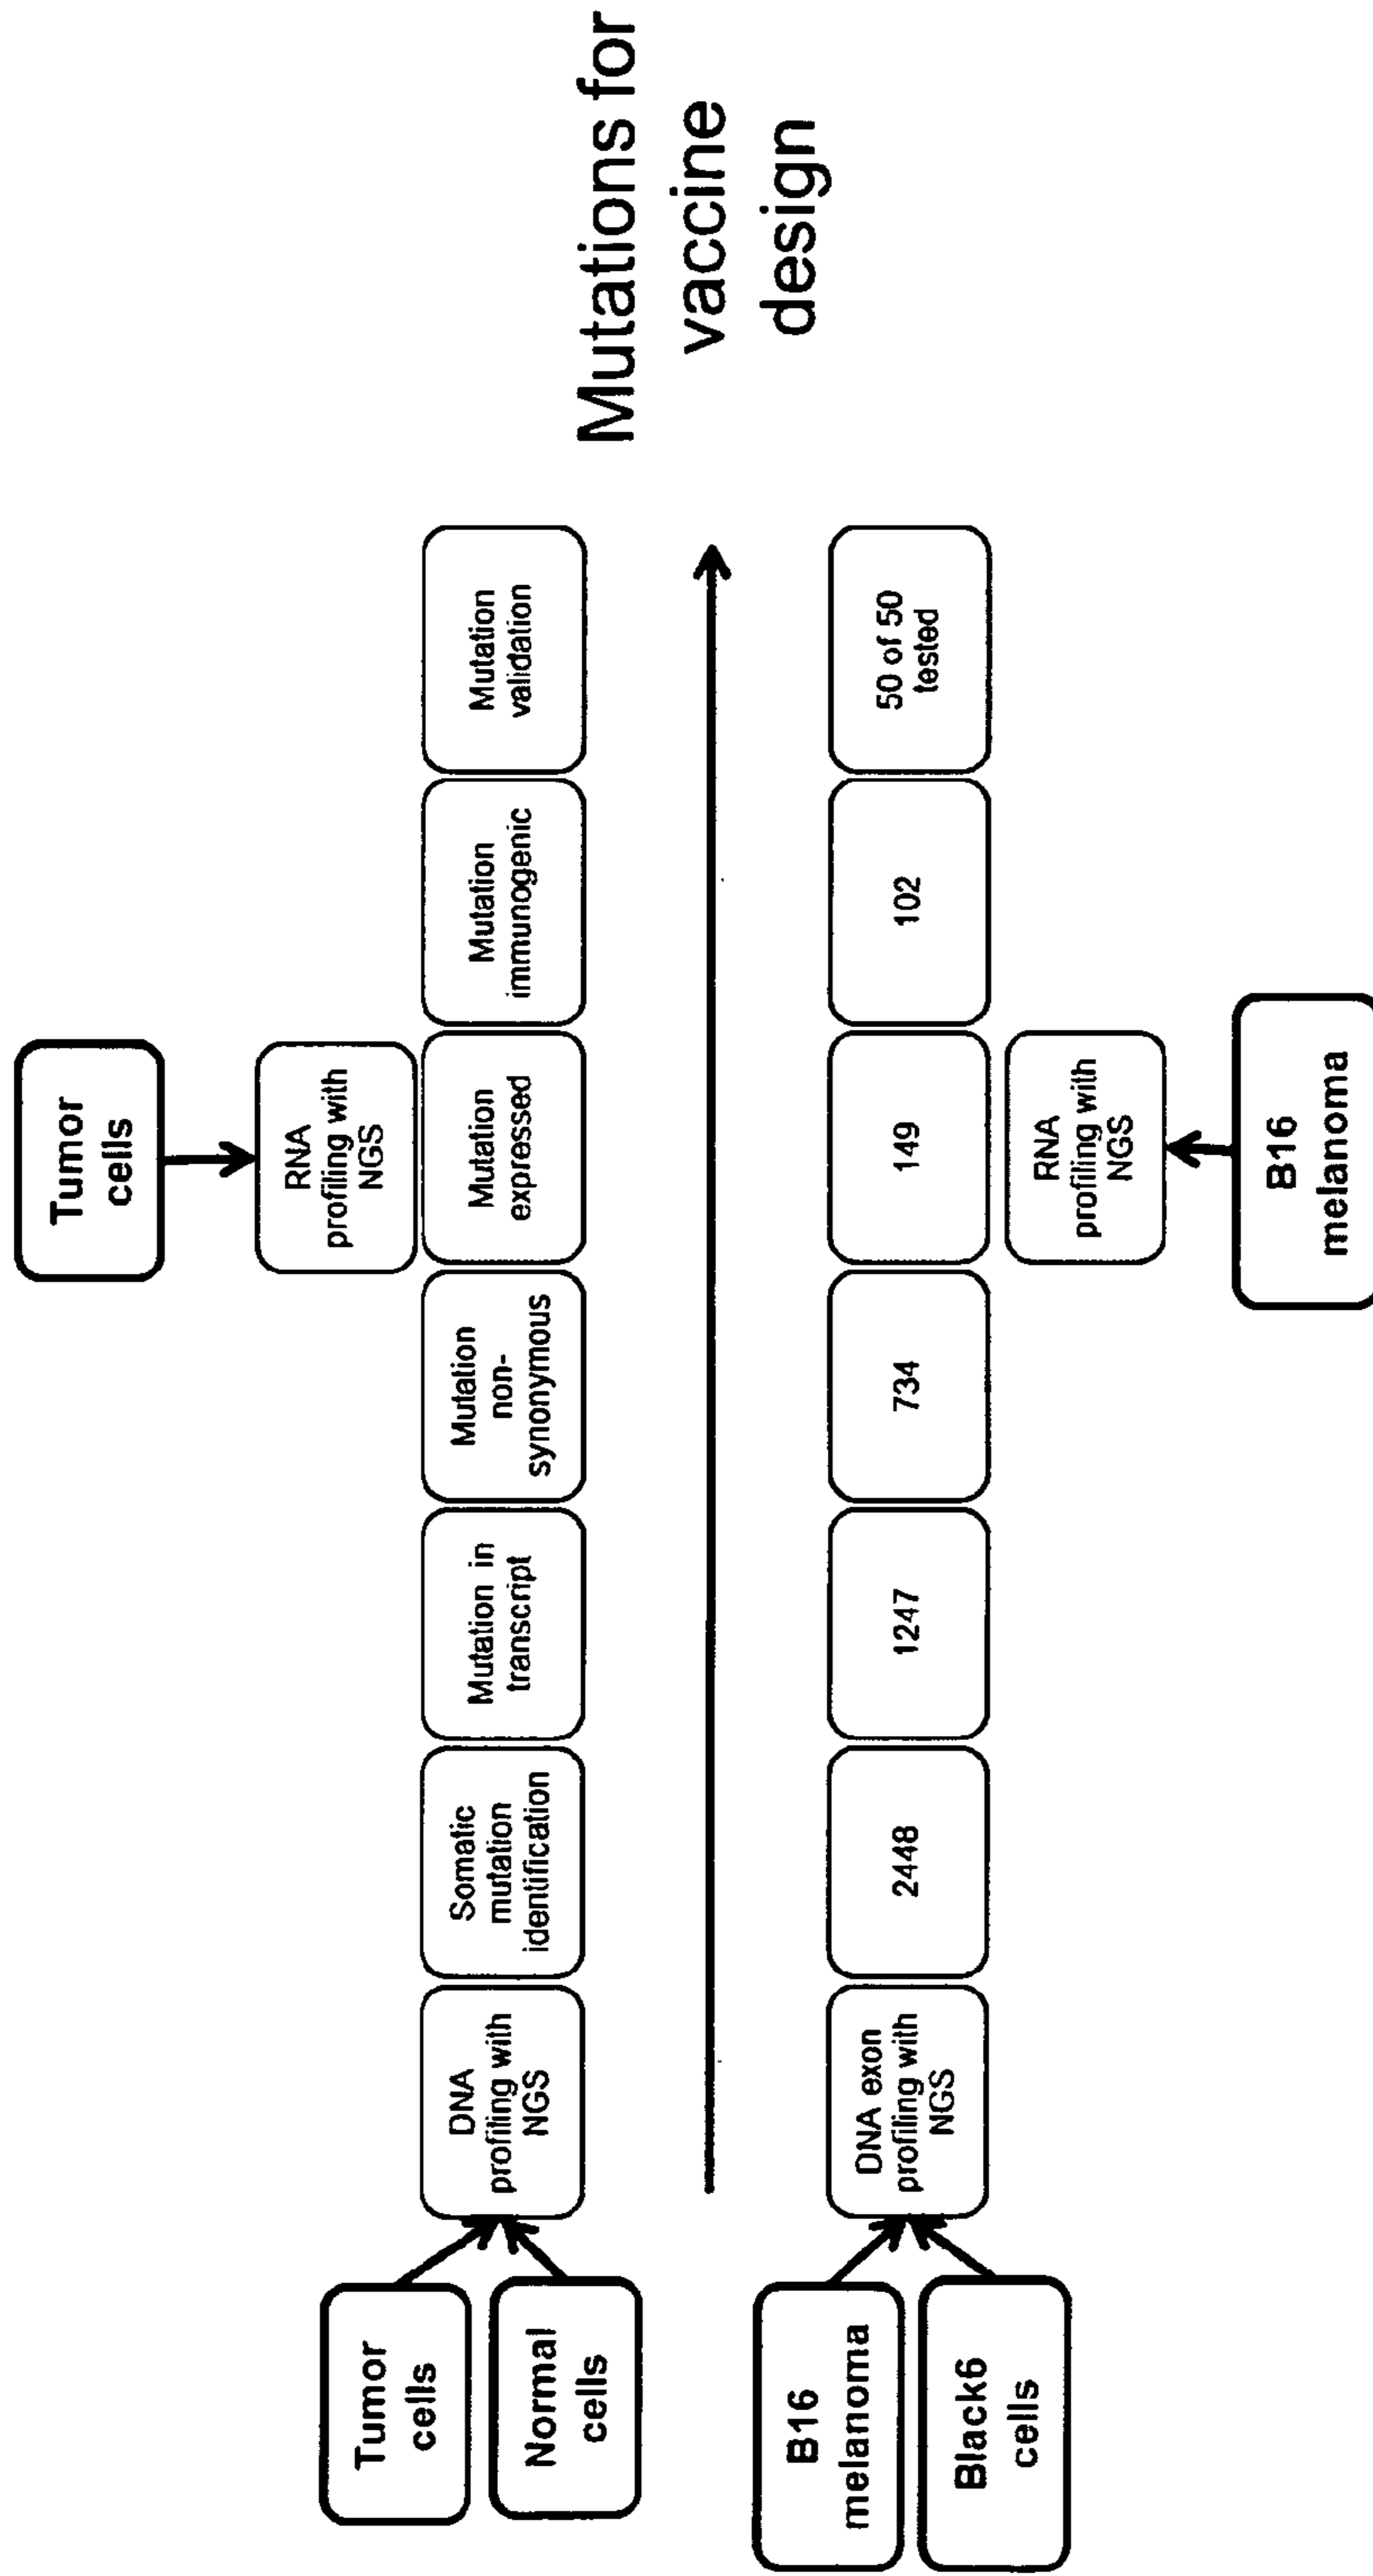 Tumor
cells
RNA
profiling with
NGS
Tumor
cells
Normal
cells
DNA
profiling with
NGS
Somatic
mutation
identification
Mutation in
transcript
Mutation
non-
synonymous
Mutation
expressed
Mutation
immunogenic
Mutation
validation
Mutations for
vaccine
design
B16
melanoma
Black6
cells
DNA exon
profiling with
NGS
2448
1247
734
149
102
50 of 50
tested
RNA
profiling with
NGS
B16
melanoma